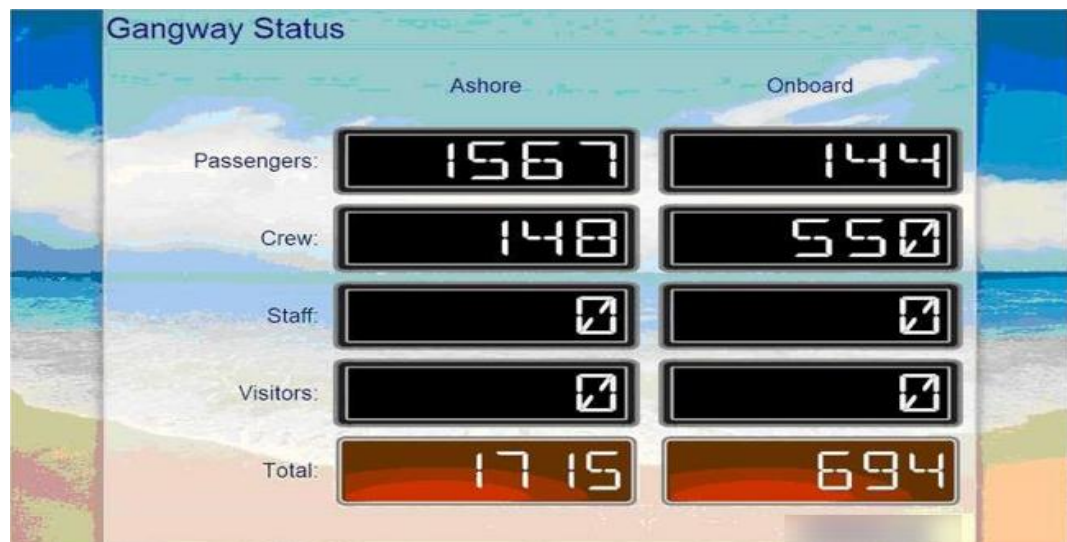 Gangway Status
Ashore Onboard
Passengers: 1567 144
Crew: 148 550
Staff: 0 0
Visitors: 0 0
Total: 1715 694